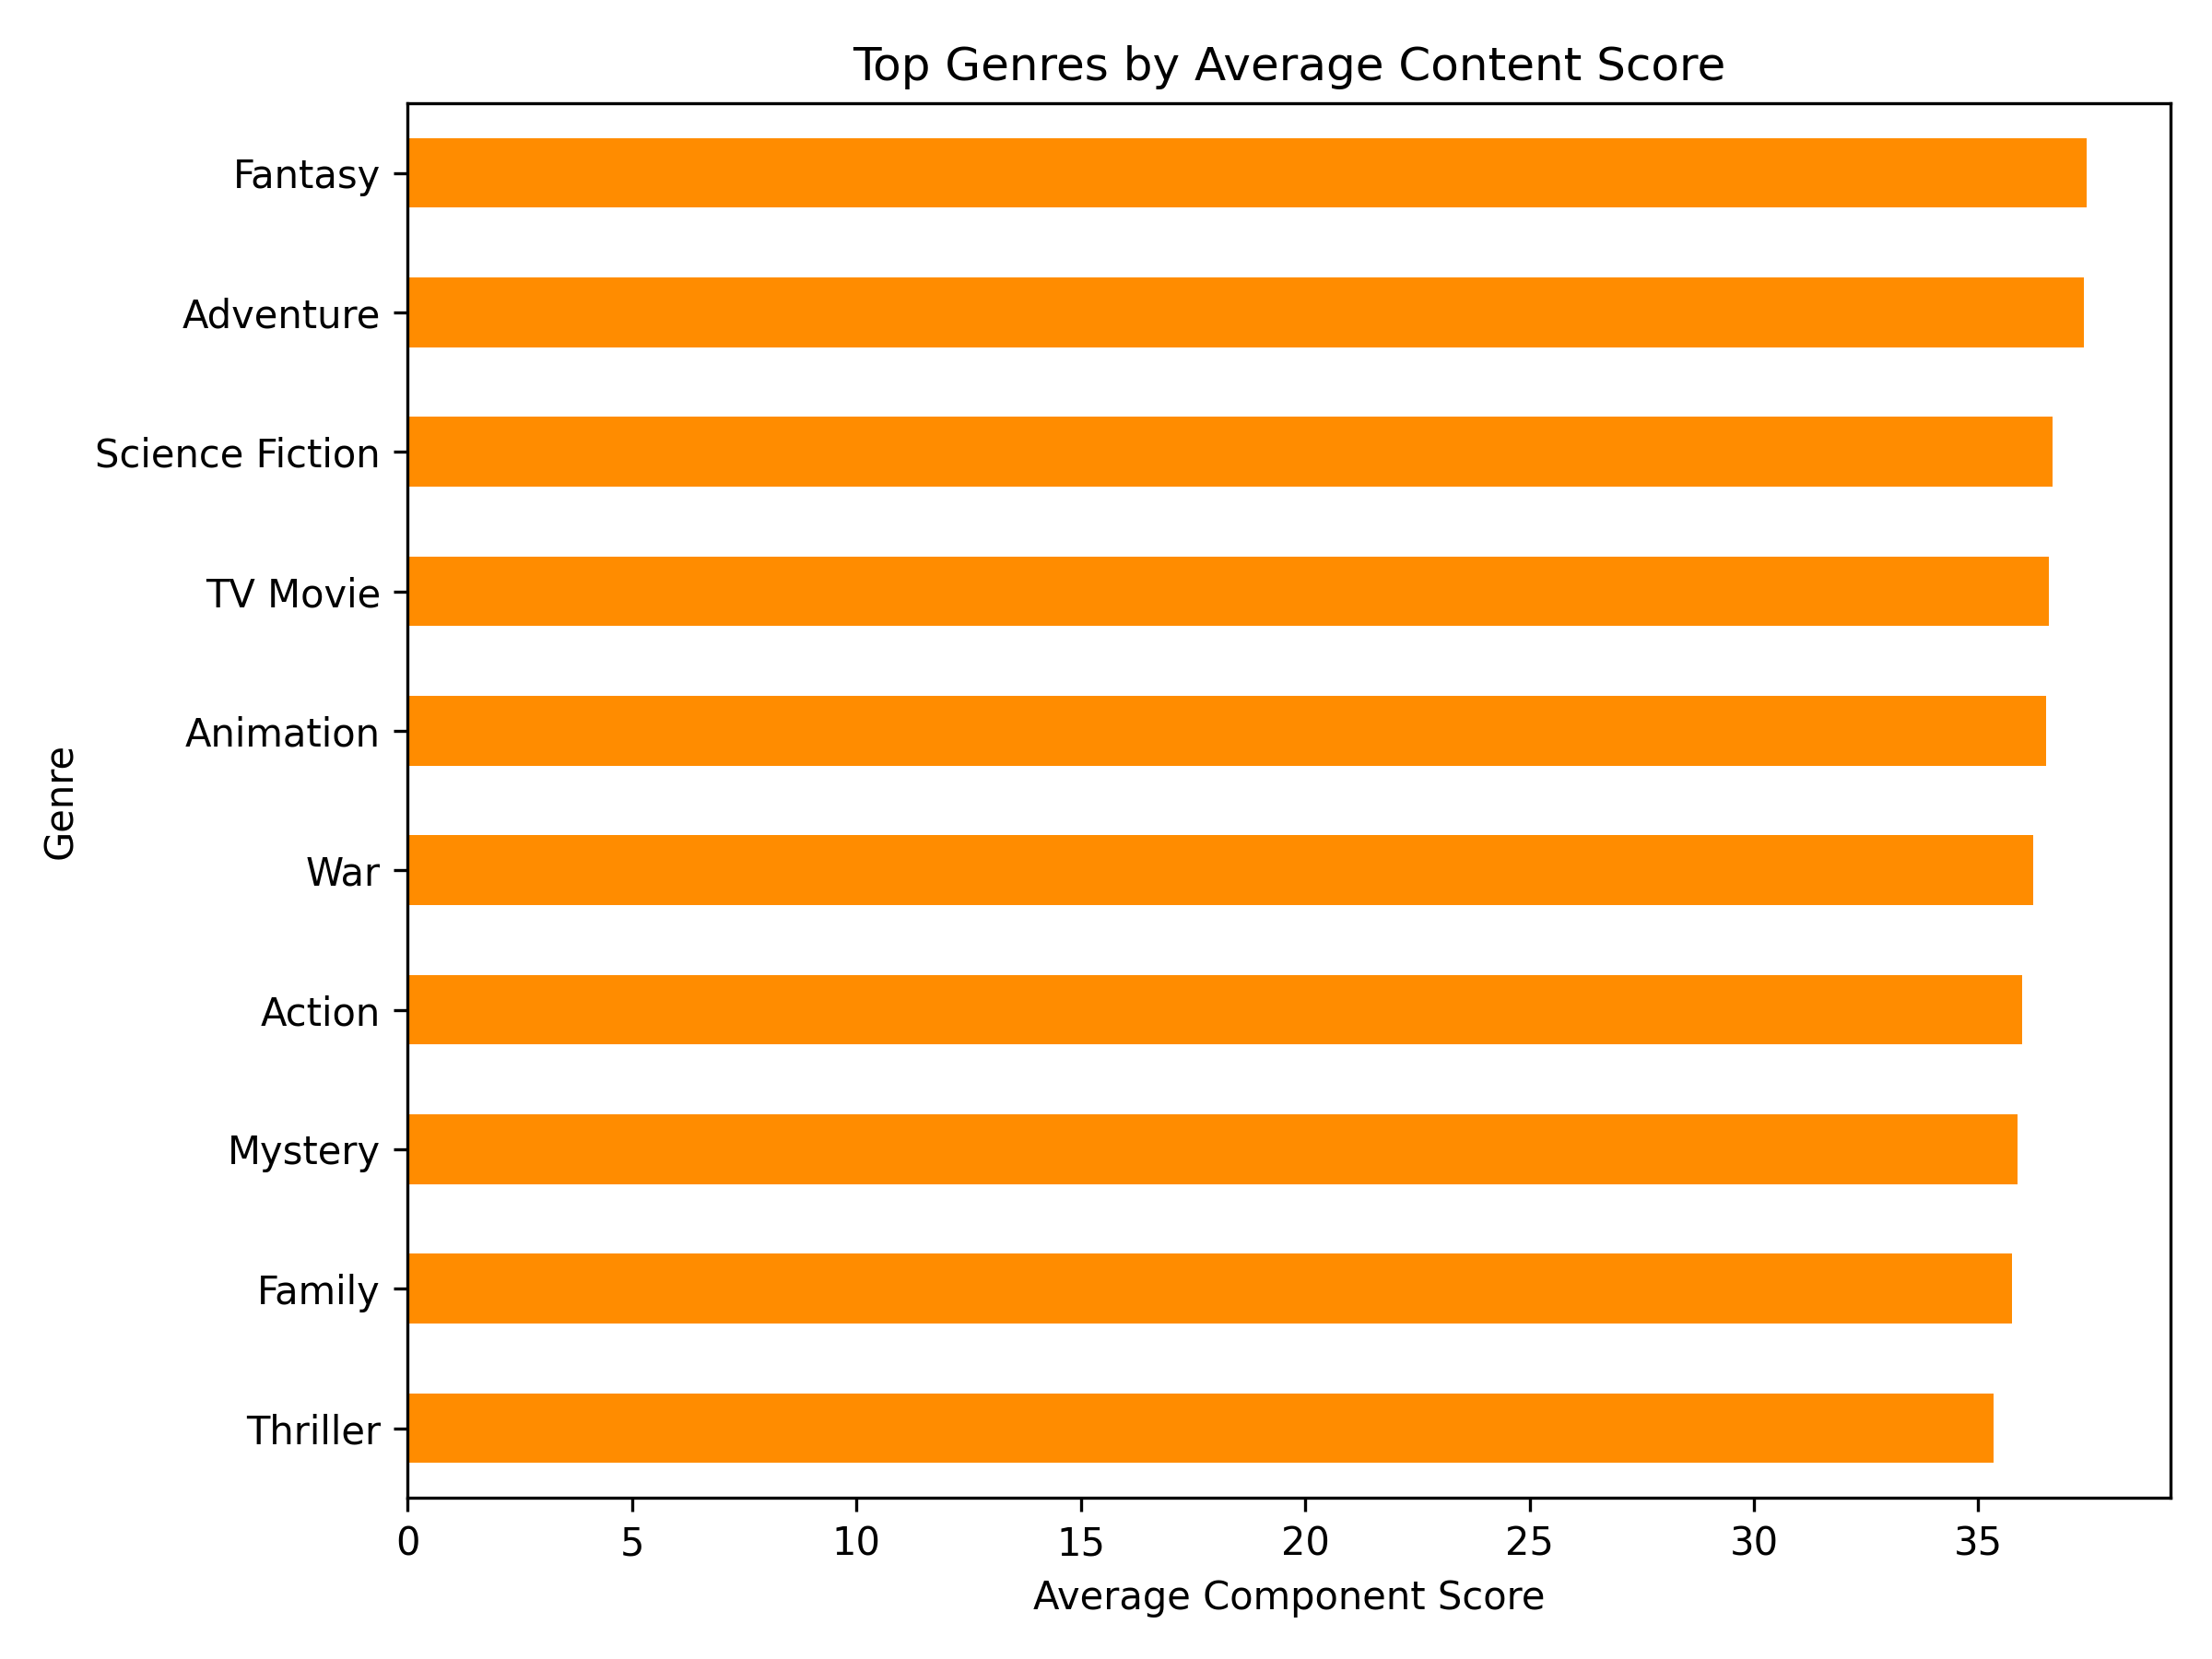 Top Genres by Average Content Score
Fantasy
Adventure
Science Fiction
TV Movie
Animation
War
Action
Mystery
Family
Thriller
Genre
0 5 10 15 20 25 30 35
Average Component Score